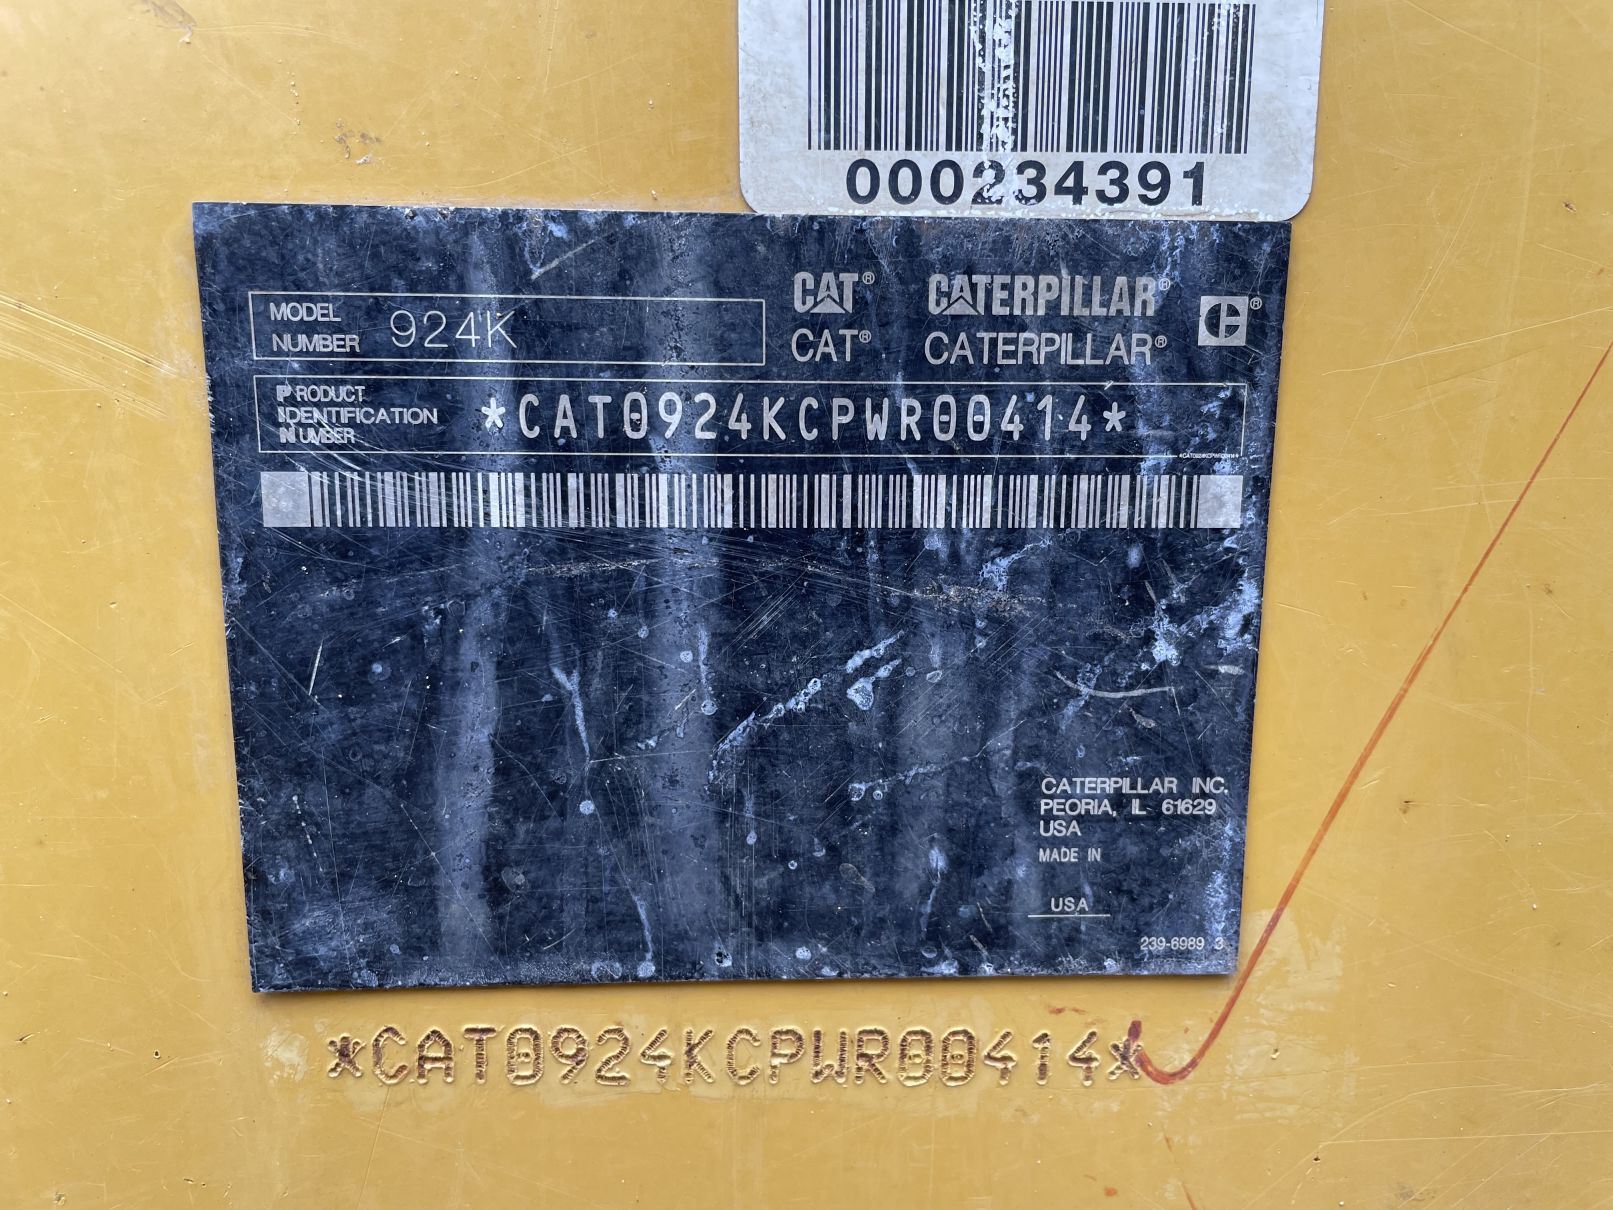 000234391
MODEL
NUMBER 924K
CAT® CATERPILLAR®
CAT® CATERPILLAR®
PRODUCT
IDENTIFICATION
NUMBER
*CAT0924KCPWR00414*
*CAT0924KCPWR00414*
CATERPILLAR INC.
PEORIA, IL 61629
USA
MADE IN
USA
239-6989 3
*CAT0924KCPWR00414*